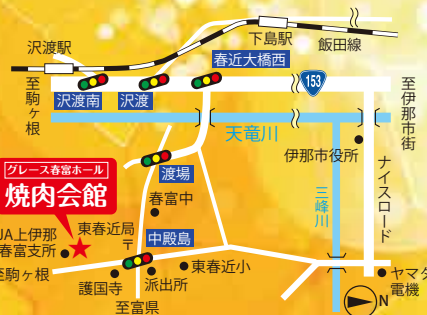 沢渡駅
下島駅
飯田線
春近大橋西
至駒ヶ根
沢渡南
沢渡
153
至伊那市街
天竜川
伊那市役所
ナイスロード
三峰川
渡場
グレース春富ホール
焼肉会館
春富中
JA上伊那
春富支所
東春近局
〒
中殿島
至駒ヶ根
護国寺
派出所
東春近小
ヤマダ
電機
至富県
N